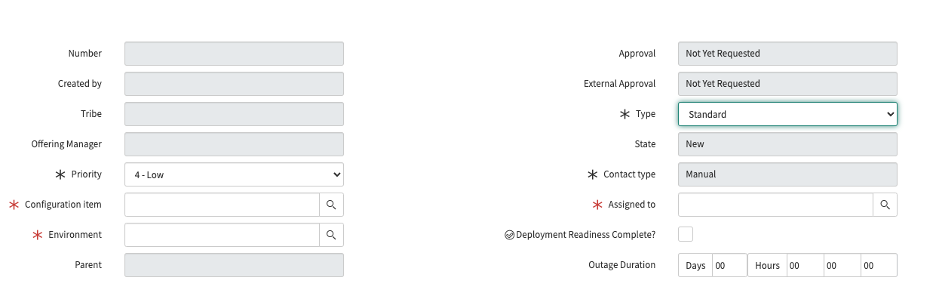 Number
Created by
Tribe
Offering Manager
Priority 4 - Low
Configuration item
Environment
Parent
Approval Not Yet Requested
External Approval Not Yet Requested
Type Standard
State New
Contact type Manual
Assigned to
Deployment Readiness Complete?
Outage Duration Days 00 Hours 00 00 00